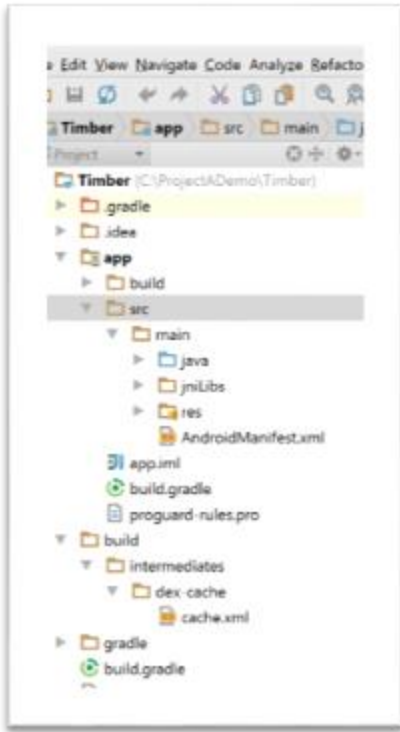 Edit View Navigate Code Analyze Refacto
Timber app src main j
Project
Timber (C:\ProjectADemo\Timber)
.gradle
.idea
app
build
src
main
java
jniLibs
res
AndroidManifest.xml
app.iml
build.gradle
proguard-rules.pro
build
intermediates
dex-cache
cache.xml
gradle
build.gradle